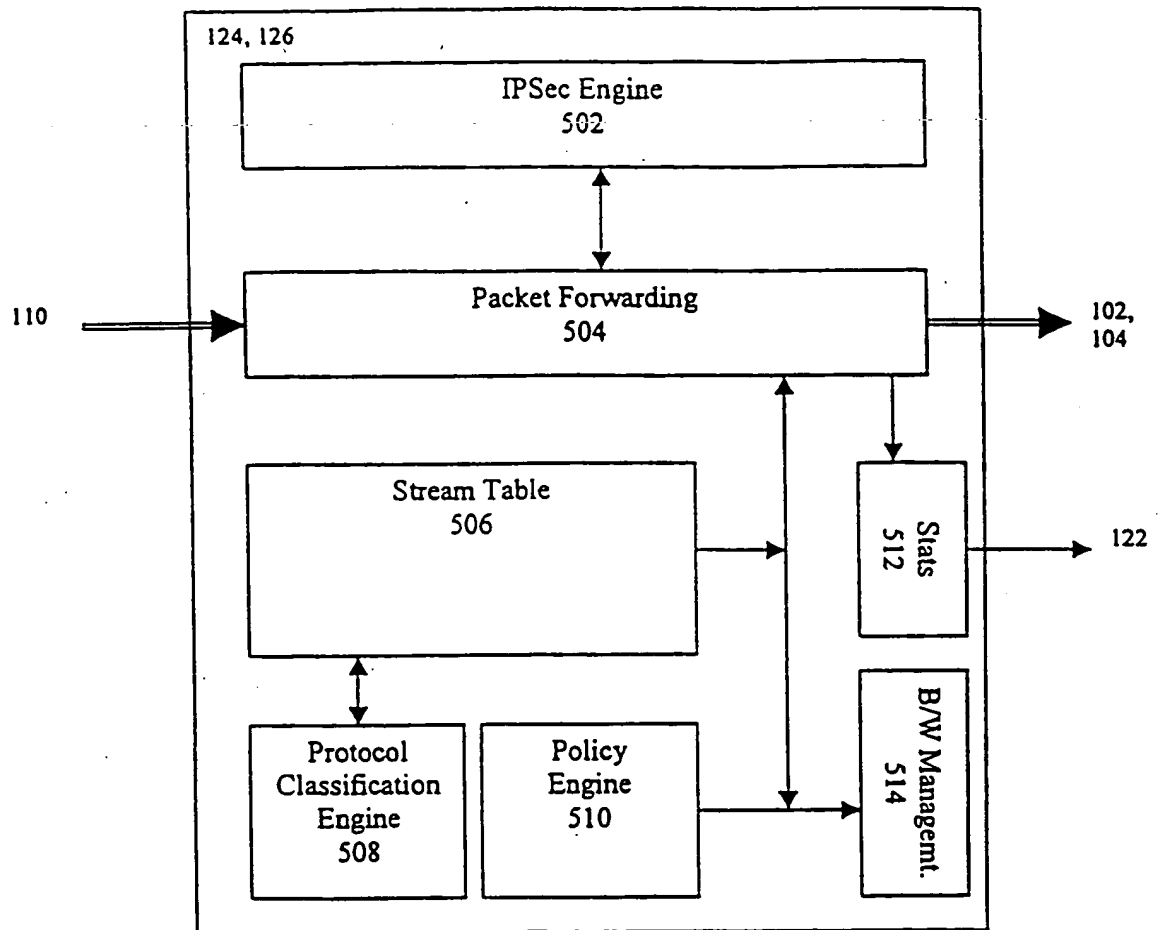 124, 126
IPSec Engine
502
Packet Forwarding
504
110
102,
104
Stream Table
506
Stats
512
122
Protocol
Classification
Engine
508
Policy
Engine
510
B/W Managemt.
514